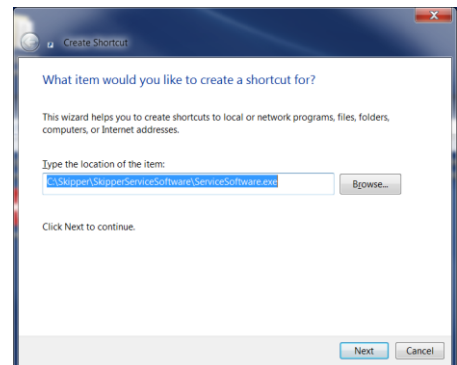 Create Shortcut
What item would you like to create a shortcut for?
This wizard helps you to create shortcuts to local or network programs, files, folders,
computers, or Internet addresses.
Type the location of the item:
C:\Skipper\SkipperServiceSoftware\ServiceSoftware.exe
Browse...
Click Next to continue.
Next Cancel